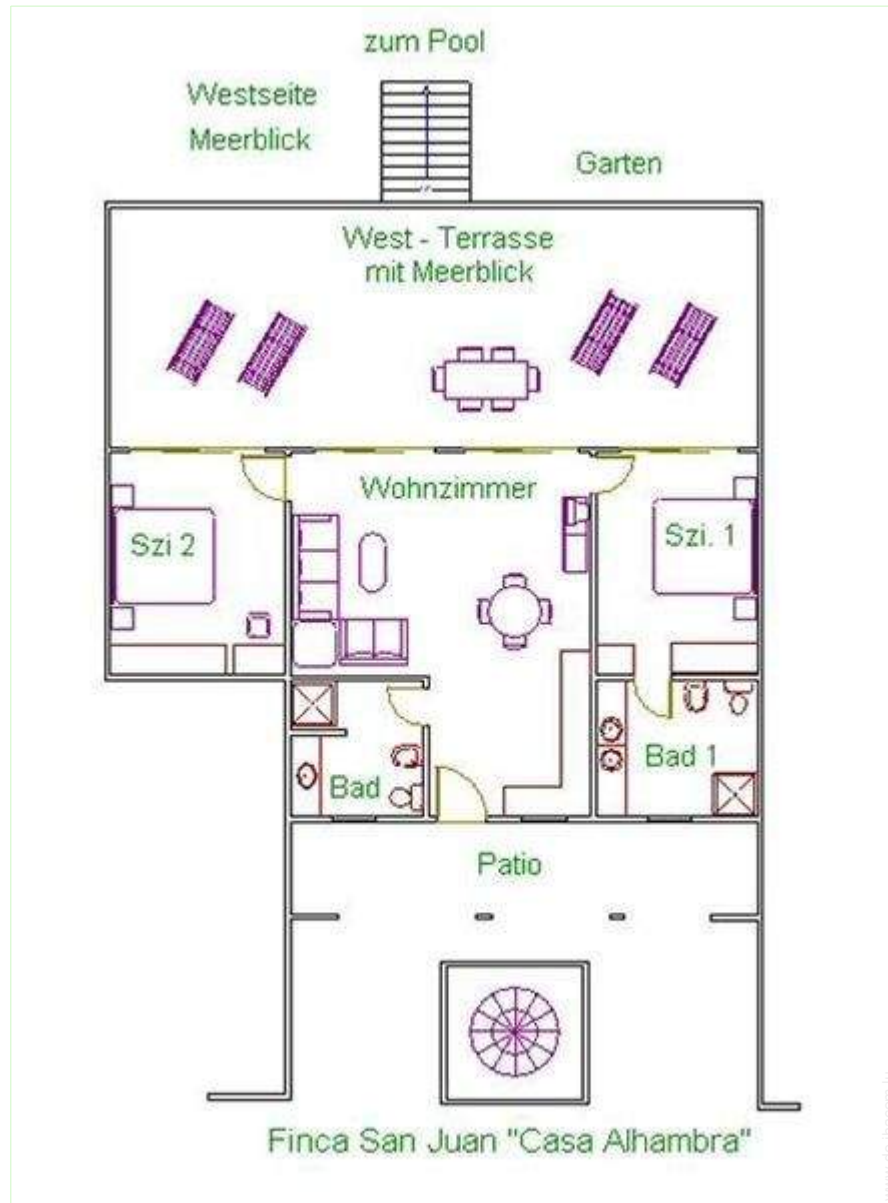 zum Pool
Westseite
Meerblick
Garten
West - Terrasse
mit Meerblick
Wohnzimmer
Szi 2
Szi. 1
Bad
Bad 1
Patio
Finca San Juan "Casa Alhambra"